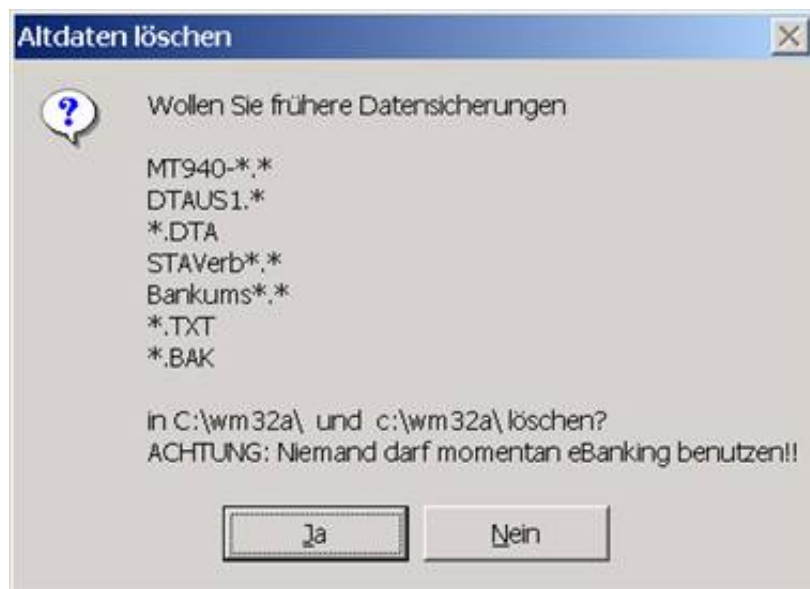 Altdaten löschen
?
Wollen Sie frühere Datensicherungen
MT940-*.*
DTAUS1.*
*.DTA
STAVerb*.*
Bankums*.*
*.TXT
*.BAK
in C:\wm32a\ und c:\wm32a\ löschen?
ACHTUNG: Niemand darf momentan eBanking benutzen!!
Ja
Nein